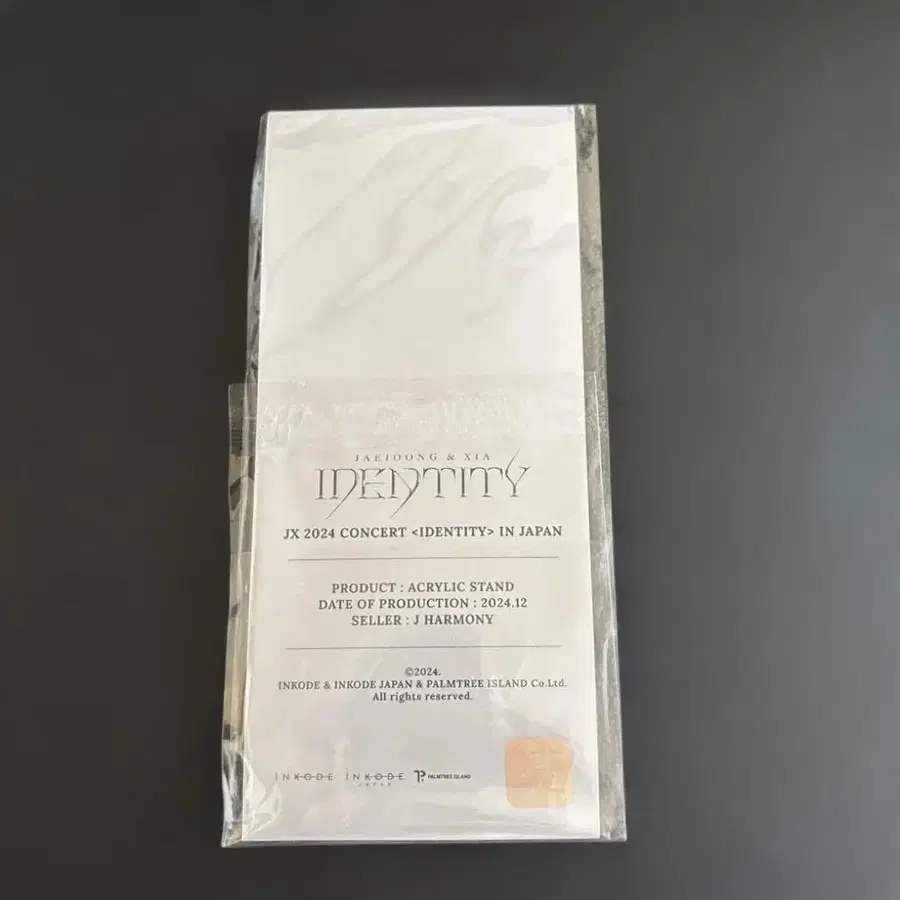 JAEJOONG & XIA
IDENTITY
JX 2024 CONCERT <IDENTITY> IN JAPAN
PRODUCT : ACRYLIC STAND
DATE OF PRODUCTION : 2024.12
SELLER : J HARMONY
©2024.
INKODE & INKODE JAPAN & PALMTREE ISLAND Co.Ltd.
All rights reserved.
INKODE INKODE JAPAN PALMTREE ISLAND